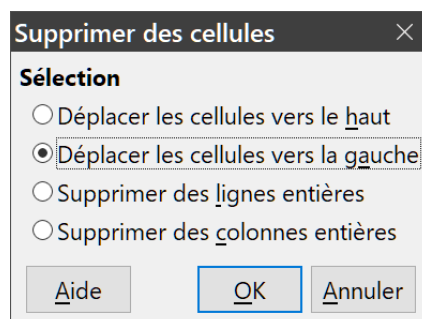 Supprimer des cellules
Sélection
Déplacer les cellules vers le haut
Déplacer les cellules vers la gauche
Supprimer des lignes entières
Supprimer des colonnes entières
Aide OK Annuler